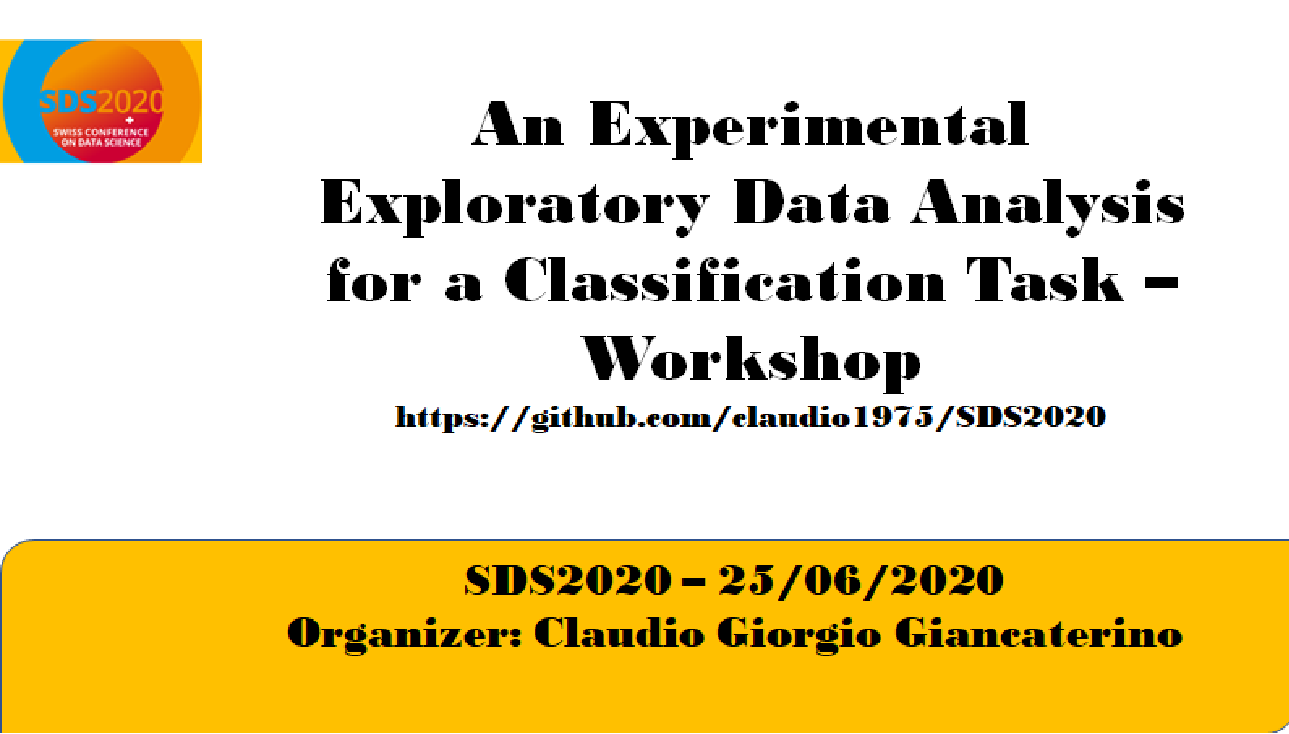 SDS2020
SWISS CONFERENCE
ON DATA SCIENCE
An Experimental
Exploratory Data Analysis
for a Classification Task –
Workshop
https://github.com/claudio1975/SDS2020
SDS2020 – 25/06/2020
Organizer: Claudio Giorgio Giancaterino